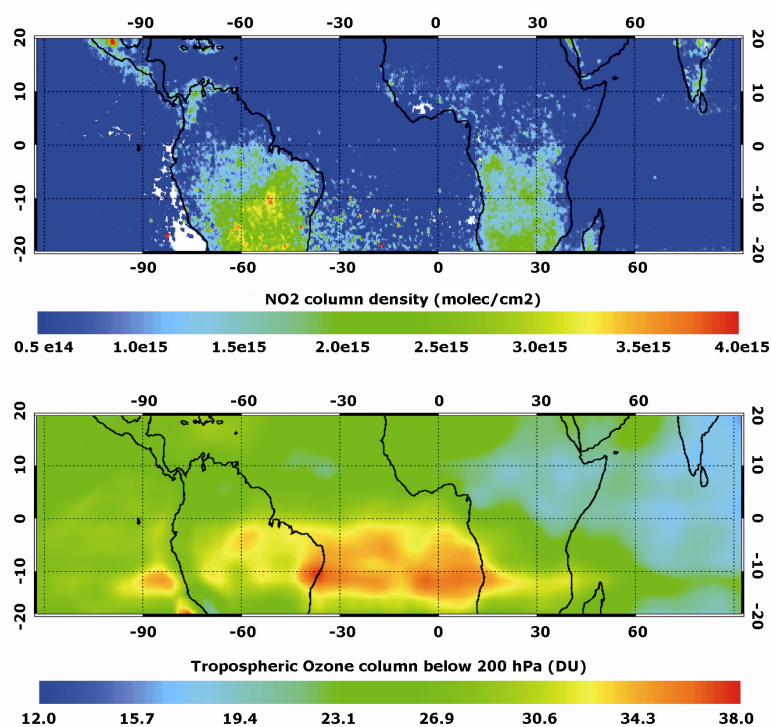 -90 -60 -30 0 30 60
20 20
10 10
0 0
-10 -10
-20 -20
-90 -60 -30 0 30 60
NO2 column density (molec/cm2)
0.5 e14 1.0e15 1.5e15 2.0e15 2.5e15 3.0e15 3.5e15 4.0e15
-90 -60 -30 0 30 60
20 20
10 10
0 0
-10 -10
-20 -20
-90 -60 -30 0 30 60
Tropospheric Ozone column below 200 hPa (DU)
12.0 15.7 19.4 23.1 26.9 30.6 34.3 38.0